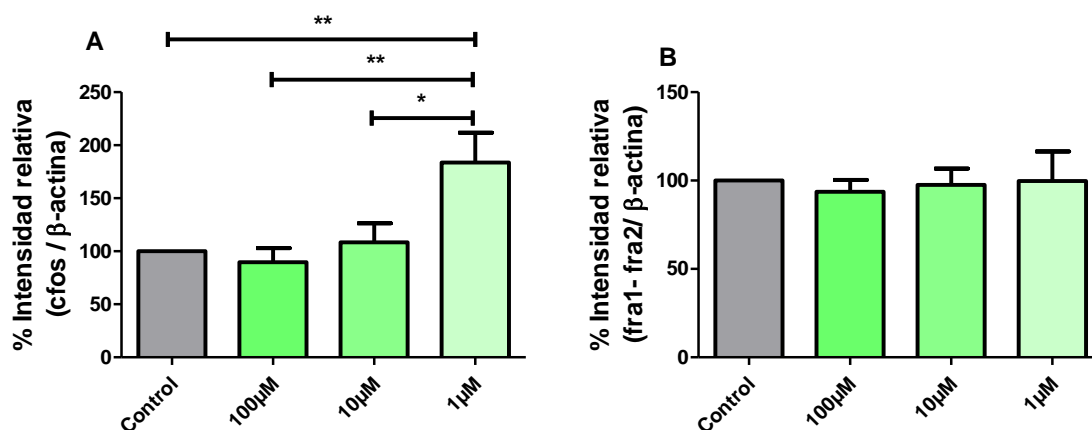 A
**
**
*
% Intensidad relativa
(cfos / β-actina)
250
200
150
100
50
0
Control
100µM
10µM
1µM
B
% Intensidad relativa
(fra1- fra2/ β-actina)
150
100
50
0
Control
100µM
10µM
1µM